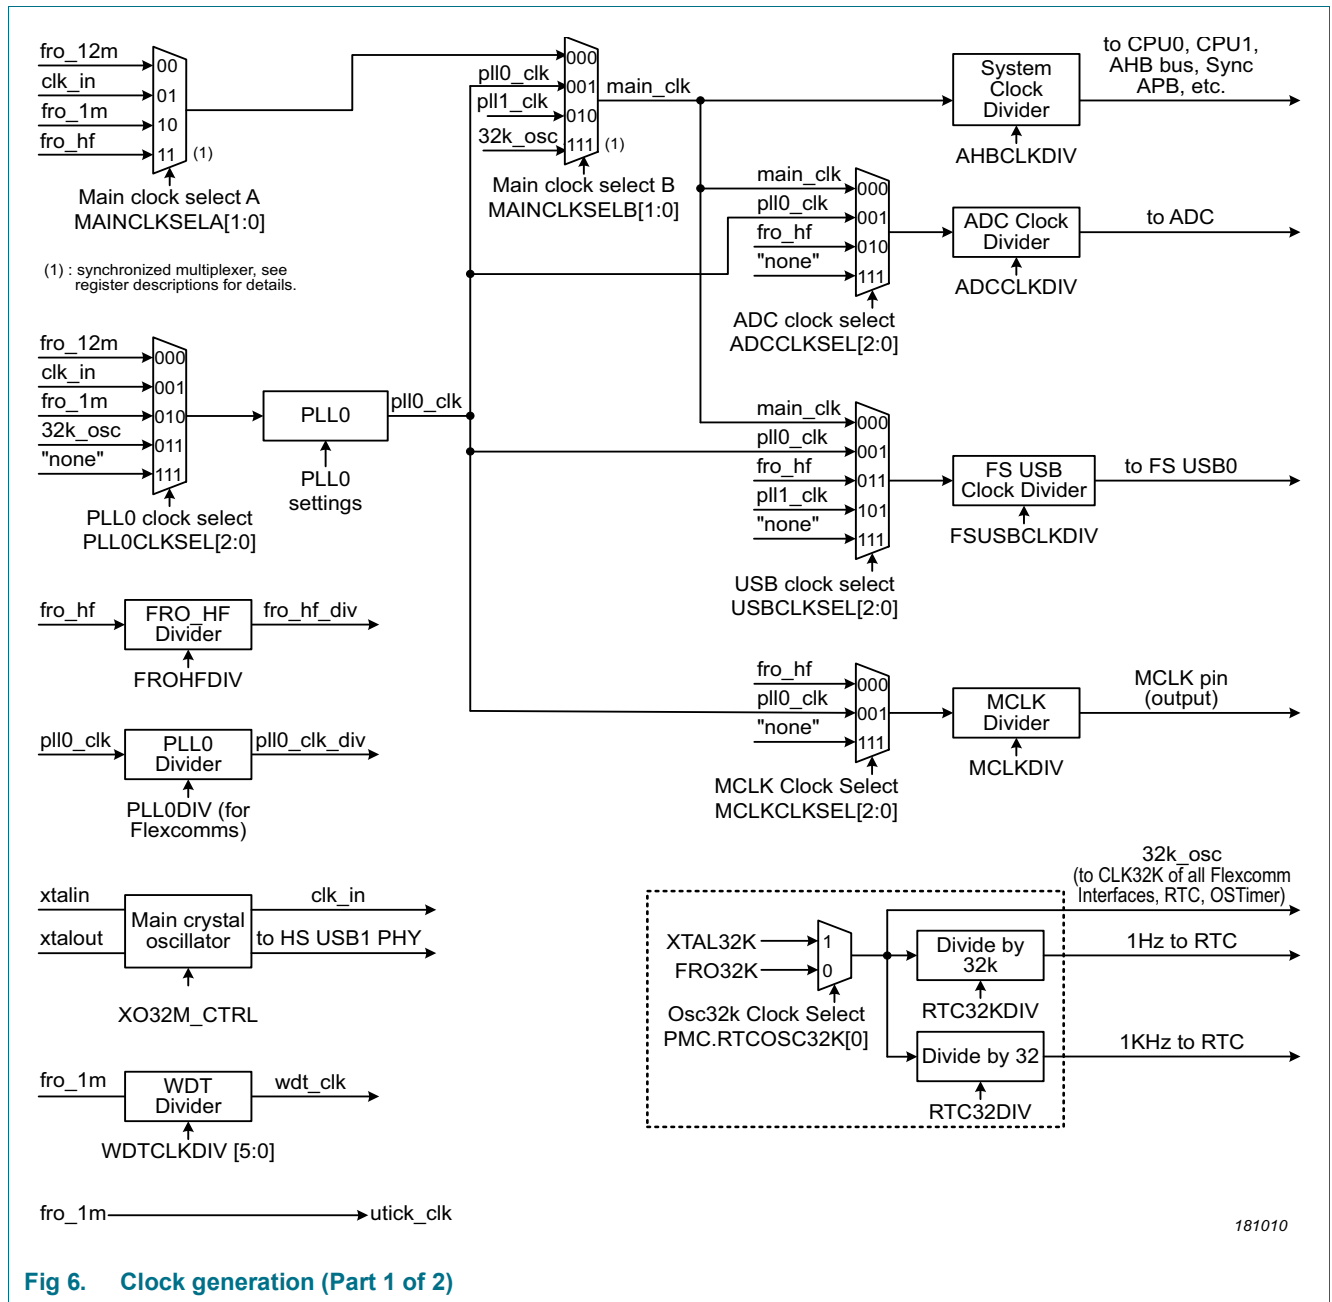 fro_12m
clk_in
fro_1m
fro_hf
00
01
10
11
(1)
Main clock select A
MAINCLKSELA[1:0]
(1) : synchronized multiplexer, see
register descriptions for details.
pll0_clk
pll1_clk
32k_osc
000
001
010
111
(1)
main_clk
Main clock select B
MAINCLKSELB[1:0]
System
Clock
Divider
AHBCLKDIV
to CPU0, CPU1,
AHB bus, Sync
APB, etc.
main_clk
pll0_clk
fro_hf
"none"
000
001
010
111
ADC clock select
ADCCLKSEL[2:0]
ADC Clock
Divider
ADCCLKDIV
to ADC
fro_12m
clk_in
fro_1m
32k_osc
"none"
000
001
010
011
111
PLL0 clock select
PLL0CLKSEL[2:0]
PLL0
PLL0
settings
pll0_clk
main_clk
pll0_clk
fro_hf
pll1_clk
"none"
000
001
011
101
111
USB clock select
USBCLKSEL[2:0]
FS USB
Clock Divider
FSUSBCLKDIV
to FS USB0
fro_hf
FRO_HF
Divider
fro_hf_div
FROHFDIV
fro_hf
pll0_clk
"none"
000
001
111
MCLK Clock Select
MCLKCLKSEL[2:0]
MCLK
Divider
MCLKDIV
MCLK pin
(output)
pll0_clk
PLL0
Divider
pll0_clk_div
PLL0DIV (for
Flexcomms)
xtalin
xtalout
Main crystal
oscillator
clk_in
to HS USB1 PHY
XO32M_CTRL
32k_osc
(to CLK32K of all Flexcomm
Interfaces, RTC, OSTimer)
XTAL32K
FRO32K
1
0
Osc32k Clock Select
PMC.RTCOSC32K[0]
Divide by
32k
RTC32KDIV
1Hz to RTC
Divide by 32
RTC32DIV
1KHz to RTC
fro_1m
WDT
Divider
wdt_clk
WDTCLKDIV [5:0]
fro_1m
utick_clk
181010
Fig 6. Clock generation (Part 1 of 2)